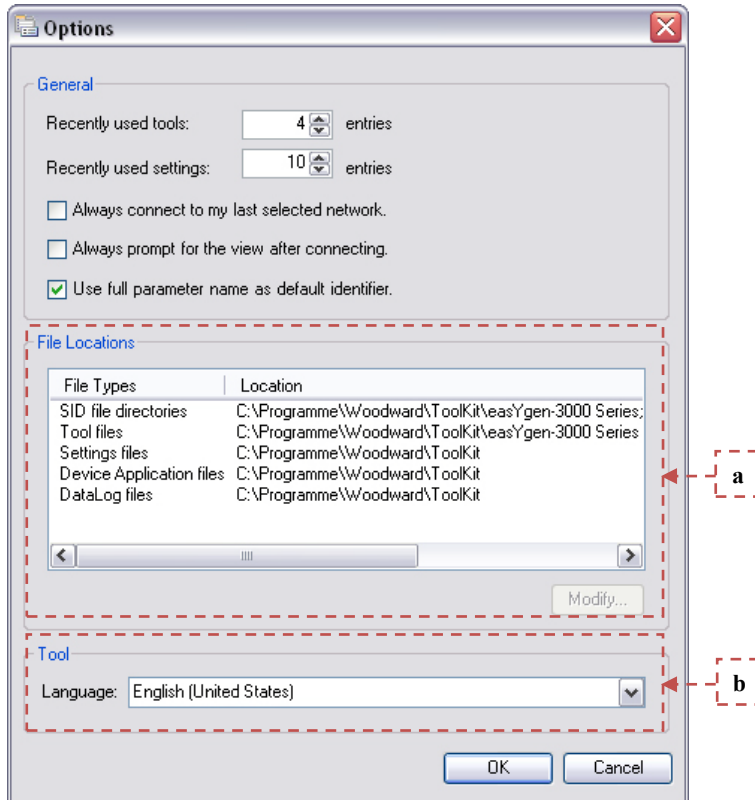 Options
General
Recently used tools: 4 entries
Recently used settings: 10 entries
Always connect to my last selected network.
Always prompt for the view after connecting.
Use full parameter name as default identifier.
File Locations
File Types Location
SID file directories C:\Programme\Woodward\ToolKit\easYgen-3000 Series;
Tool files C:\Programme\Woodward\ToolKit\easYgen-3000 Series
Settings files C:\Programme\Woodward\ToolKit
Device Application files C:\Programme\Woodward\ToolKit
DataLog files C:\Programme\Woodward\ToolKit
a
Modify...
Tool
Language: English (United States)
b
OK Cancel